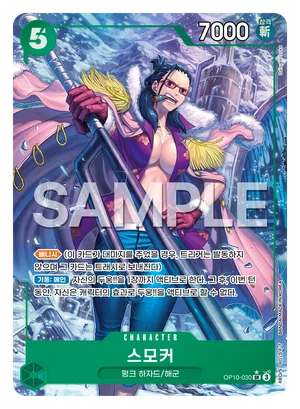 5
7000
참격
斬
SAMPLE
배니시 (이 카드가 대미지를 주었을 경우, 트리거는 발동하지
않으며 그 카드는 트래시로 보내진다)
기동: 메인 자신의 두웅!!을 1장까지 액티브로 한다. 그 후, 이번 턴
동안, 자신은 캐릭터의 효과로 두웅!!을 액티브로 할 수 없다.
CHARACTER
스모커
펑크 하자드/해군
OP10-030 SR
3